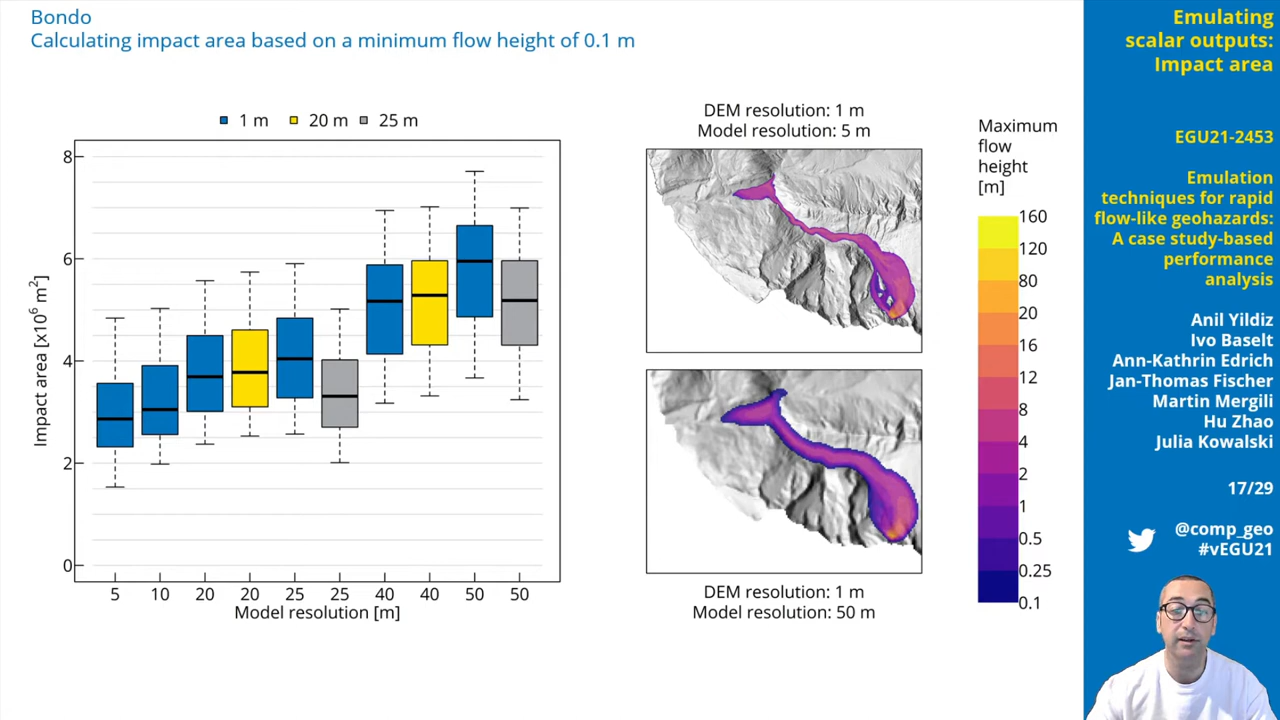 Bondo
Calculating impact area based on a minimum flow height of 0.1 m
1 m 20 m 25 m
8
6
4
2
0
Impact area [x10⁶ m²]
5 10 20 20 25 25 40 40 50 50
Model resolution [m]
DEM resolution: 1 m
Model resolution: 5 m
DEM resolution: 1 m
Model resolution: 50 m
Maximum
flow
height
[m]
160
120
80
20
16
12
8
4
2
1
0.5
0.25
0.1
Emulating
scalar outputs:
Impact area
EGU21-2453
Emulation
techniques for rapid
flow-like geohazards:
A case study-based
performance
analysis
Anil Yildiz
Ivo Baselt
Ann-Kathrin Edrich
Jan-Thomas Fischer
Martin Mergili
Hu Zhao
Julia Kowalski
17/29
@comp_geo
#vEGU21